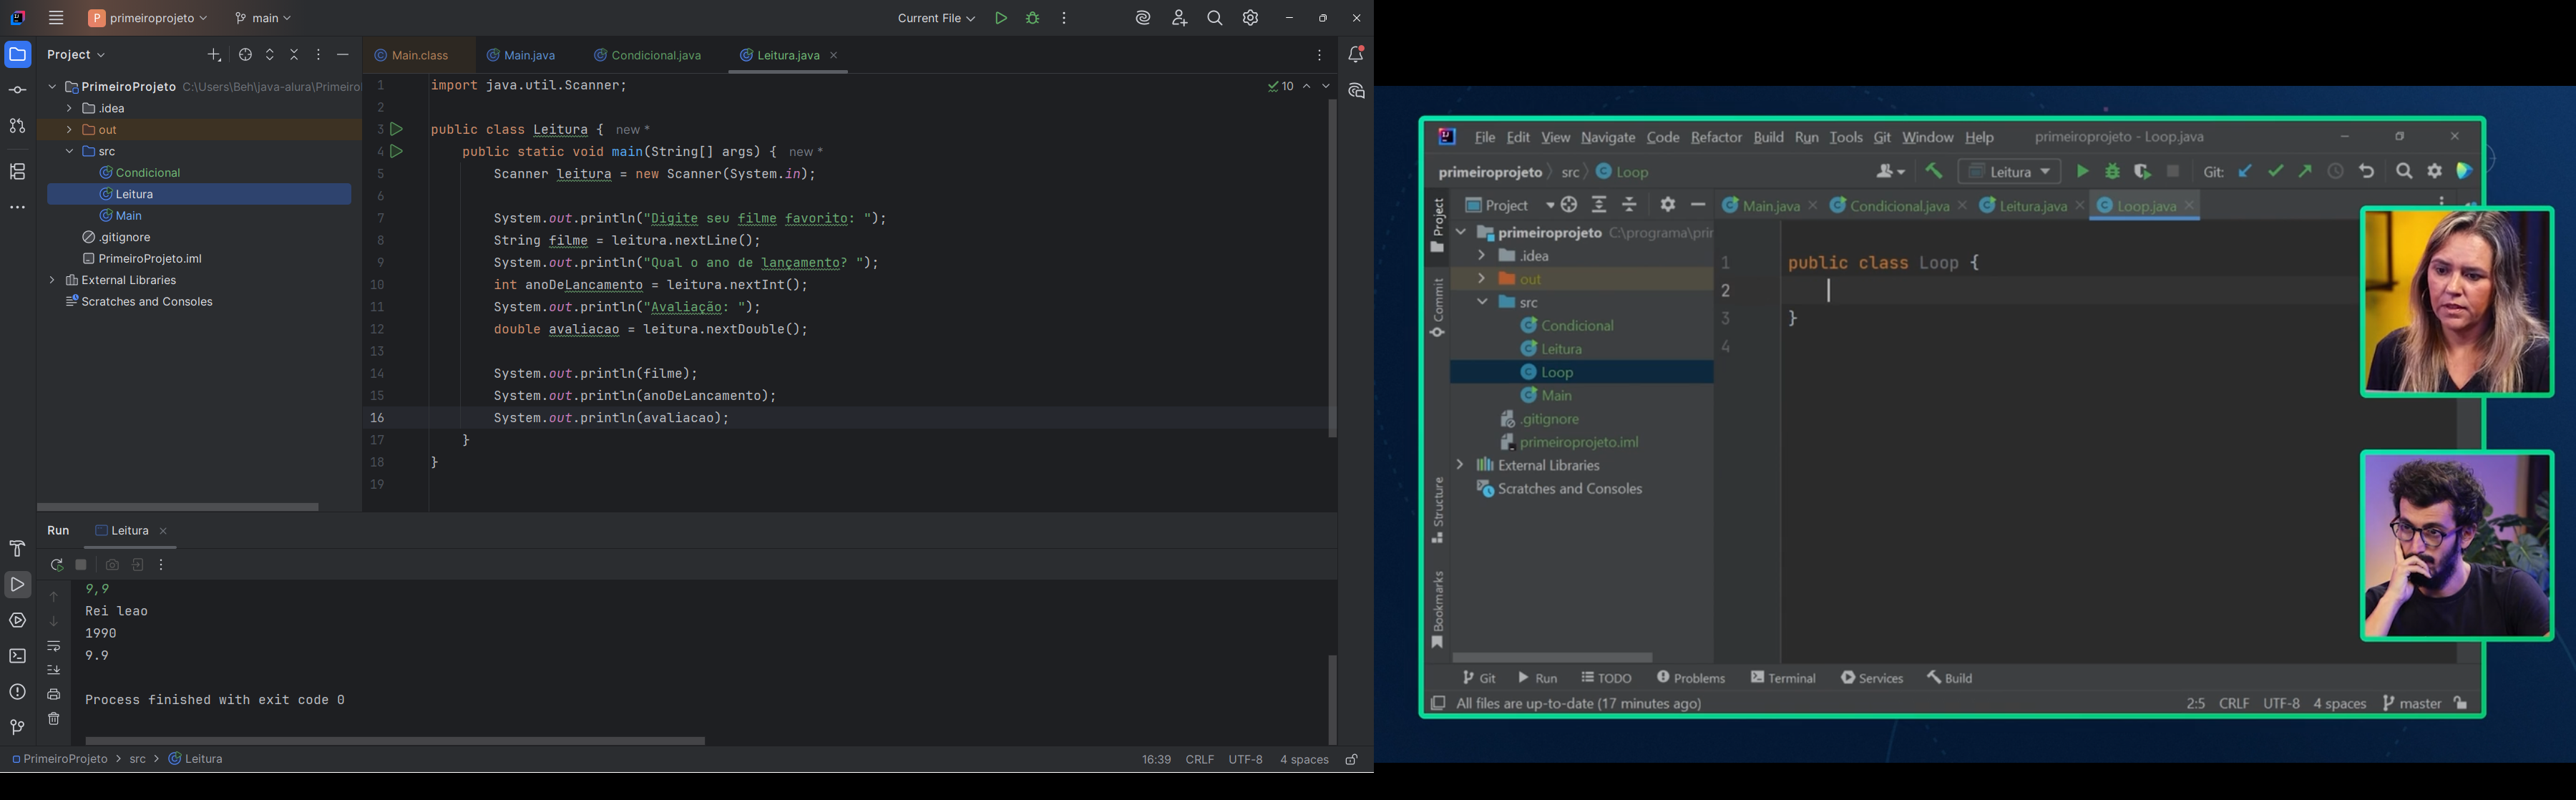 P primeiroprojeto
main
Current File
Project
Main.class
Main.java
Condicional.java
Leitura.java
PrimeiroProjeto C:\Users\Beh\java-alura\Primeiro
.idea
out
src
Condicional
Leitura
Main
.gitignore
PrimeiroProjeto.iml
External Libraries
Scratches and Consoles
10
1 import java.util.Scanner;
2
3 public class Leitura { new *
4 public static void main(String[] args) { new *
5 Scanner leitura = new Scanner(System.in);
6
7 System.out.println("Digite seu filme favorito: ");
8 String filme = leitura.nextLine();
9 System.out.println("Qual o ano de lançamento? ");
10 int anoDeLancamento = leitura.nextInt();
11 System.out.println("Avaliação: ");
12 double avaliacao = leitura.nextDouble();
13
14 System.out.println(filme);
15 System.out.println(anoDeLancamento);
16 System.out.println(avaliacao);
17 }
18 }
19
Run
Leitura
9,9
Rei leao
1990
9.9
Process finished with exit code 0
PrimeiroProjeto > src > Leitura
16:39 CRLF UTF-8 4 spaces
File Edit View Navigate Code Refactor Build Run Tools Git Window Help primeiroprojeto - Loop.java
primeiroprojeto src Loop
Leitura
Git:
Project
Commit
Structure
Bookmarks
Project
Main.java
Condicional.java
Leitura.java
Loop.java
primeiroprojeto C:\programa\prir
.idea
out
src
Condicional
Leitura
Loop
Main
.gitignore
primeiroprojeto.iml
External Libraries
Scratches and Consoles
1 public class Loop {
2
3 }
4
Git Run TODO Problems Terminal Services Build
All files are up-to-date (17 minutes ago)
2:5 CRLF UTF-8 4 spaces master